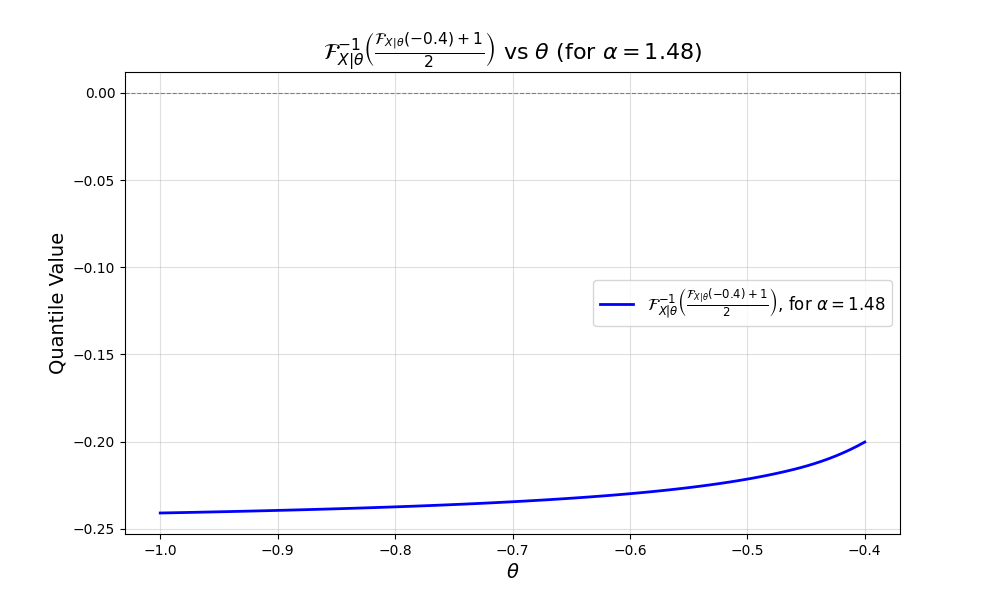 $\mathcal{F}_{X|\theta}^{-1}\left(\frac{\mathcal{F}_{X|\theta}(-0.4)+1}{2}\right)$ vs $\theta$ (for $\alpha = 1.48$)
Quantile Value
0.00
−0.05
−0.10
−0.15
−0.20
−0.25
$\mathcal{F}_{X|\theta}^{-1}\left(\frac{\mathcal{F}_{X|\theta}(-0.4)+1}{2}\right)$, for $\alpha = 1.48$
−1.0 −0.9 −0.8 −0.7 −0.6 −0.5 −0.4
$\theta$